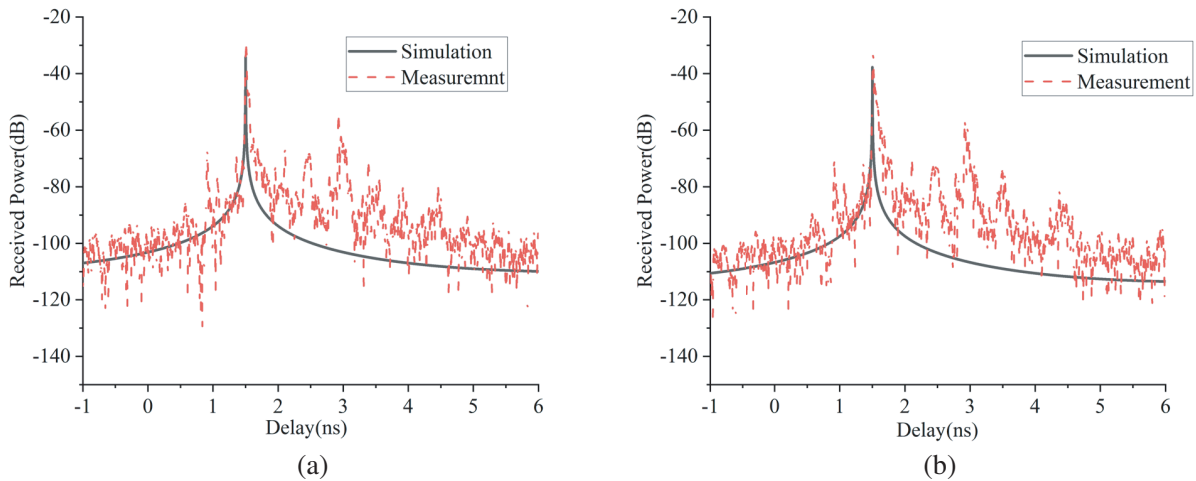 -20
-40
-60
-80
-100
-120
-140
Received Power(dB)
Simulation
Measuremnt
-1 0 1 2 3 4 5 6
Delay(ns)
(a)
-20
-40
-60
-80
-100
-120
-140
Received Power(dB)
Simulation
Measurement
-1 0 1 2 3 4 5 6
Delay(ns)
(b)